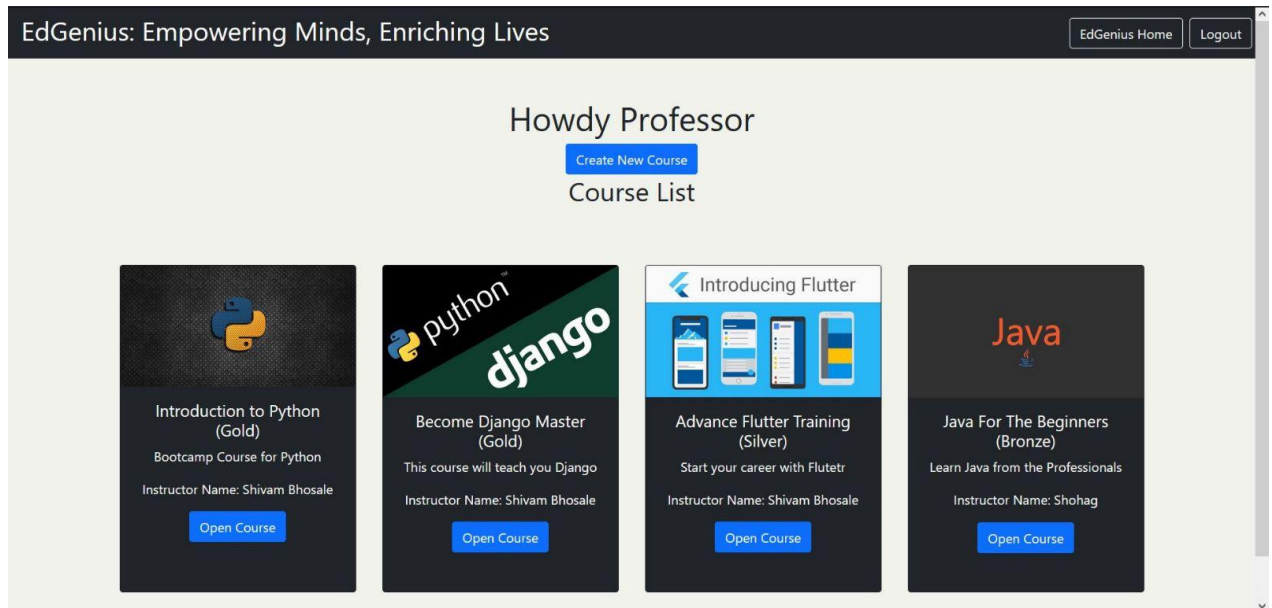 EdGenius: Empowering Minds, Enriching Lives
EdGenius Home
Logout
Howdy Professor
Create New Course
Course List
Introduction to Python
(Gold)
Bootcamp Course for Python
Instructor Name: Shivam Bhosale
Open Course
python™
django
Become Django Master
(Gold)
This course will teach you Django
Instructor Name: Shivam Bhosale
Open Course
Introducing Flutter
Advance Flutter Training
(Silver)
Start your career with Flutetr
Instructor Name: Shivam Bhosale
Open Course
Java
Java For The Beginners
(Bronze)
Learn Java from the Professionals
Instructor Name: Shohag
Open Course